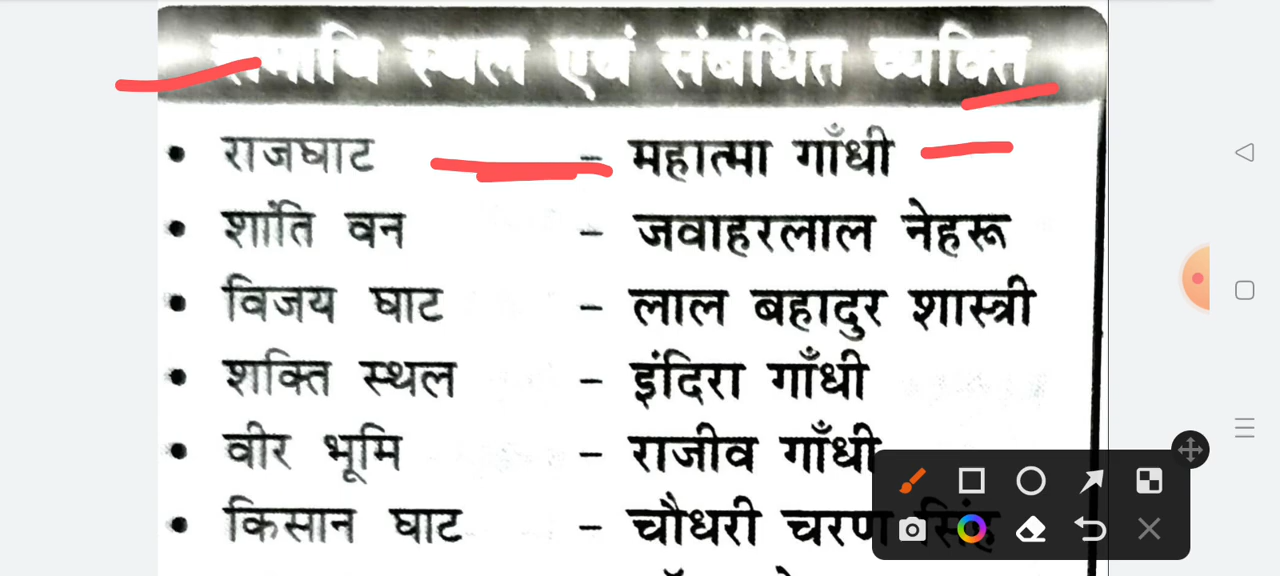 समाधि स्थल एवं संबंधित व्यक्ति
• राजघाट – महात्मा गाँधी
• शांति वन – जवाहरलाल नेहरू
• विजय घाट – लाल बहादुर शास्त्री
• शक्ति स्थल – इंदिरा गाँधी
• वीर भूमि – राजीव गाँधी
• किसान घाट – चौधरी चरण सिंह